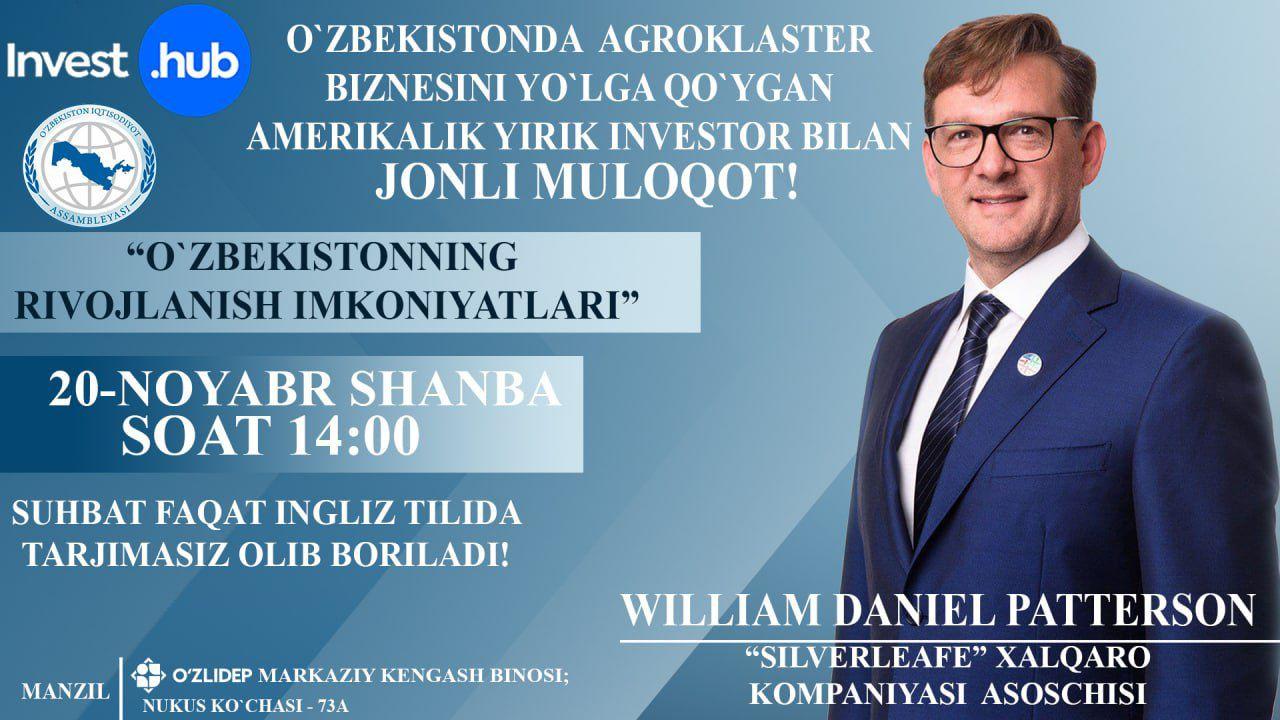 Invest .hub
O`ZBEKISTON IQTISODIYOT
ASSAMBLEYASI
O`ZBEKISTONDA AGROKLASTER
BIZNESINI YO`LGA QO`YGAN
AMERIKALIK YIRIK INVESTOR BILAN
JONLI MULOQOT!
“O`ZBEKISTONNING
RIVOJLANISH IMKONIYATLARI”
20-NOYABR SHANBA
SOAT 14:00
SUHBAT FAQAT INGLIZ TILIDA
TARJIMASIZ OLIB BORILADI!
WILLIAM DANIEL PATTERSON
“SILVERLEAFE” XALQARO
KOMPANIYASI ASOSCHISI
MANZIL
O‘ZLIDEP MARKAZIY KENGASH BINOSI;
NUKUS KO`CHASI - 73A